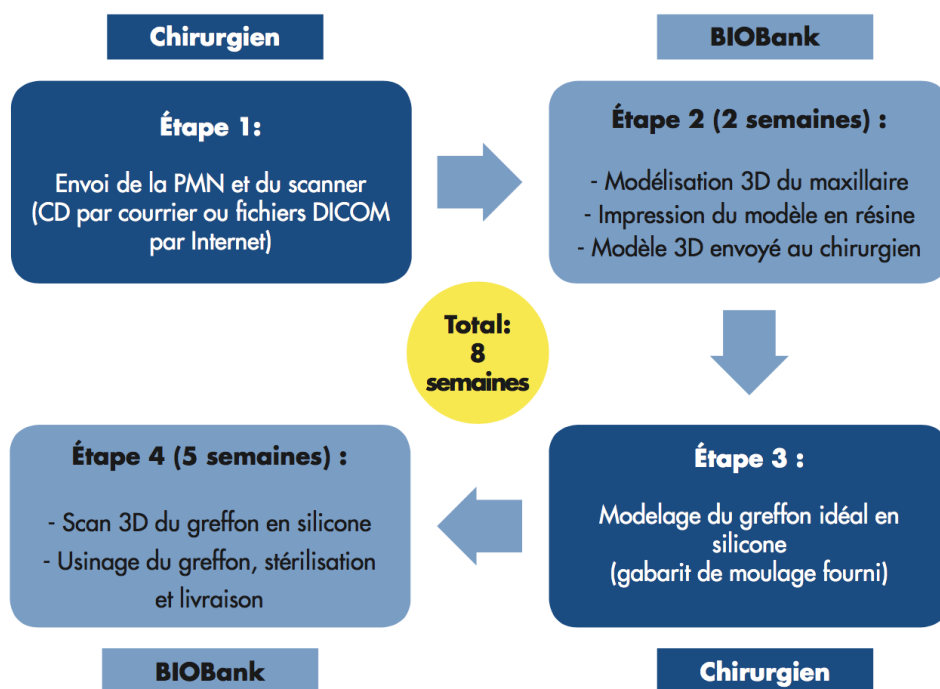 Chirurgien
Étape 1:
Envoi de la PMN et du scanner
(CD par courrier ou fichiers DICOM
par Internet)
BIOBank
Étape 2 (2 semaines) :
- Modélisation 3D du maxillaire
- Impression du modèle en résine
- Modèle 3D envoyé au chirurgien
Total:
8
semaines
Étape 3 :
Modelage du greffon idéal en
silicone
(gabarit de moulage fourni)
Chirurgien
Étape 4 (5 semaines) :
- Scan 3D du greffon en silicone
- Usinage du greffon, stérilisation
et livraison
BIOBank